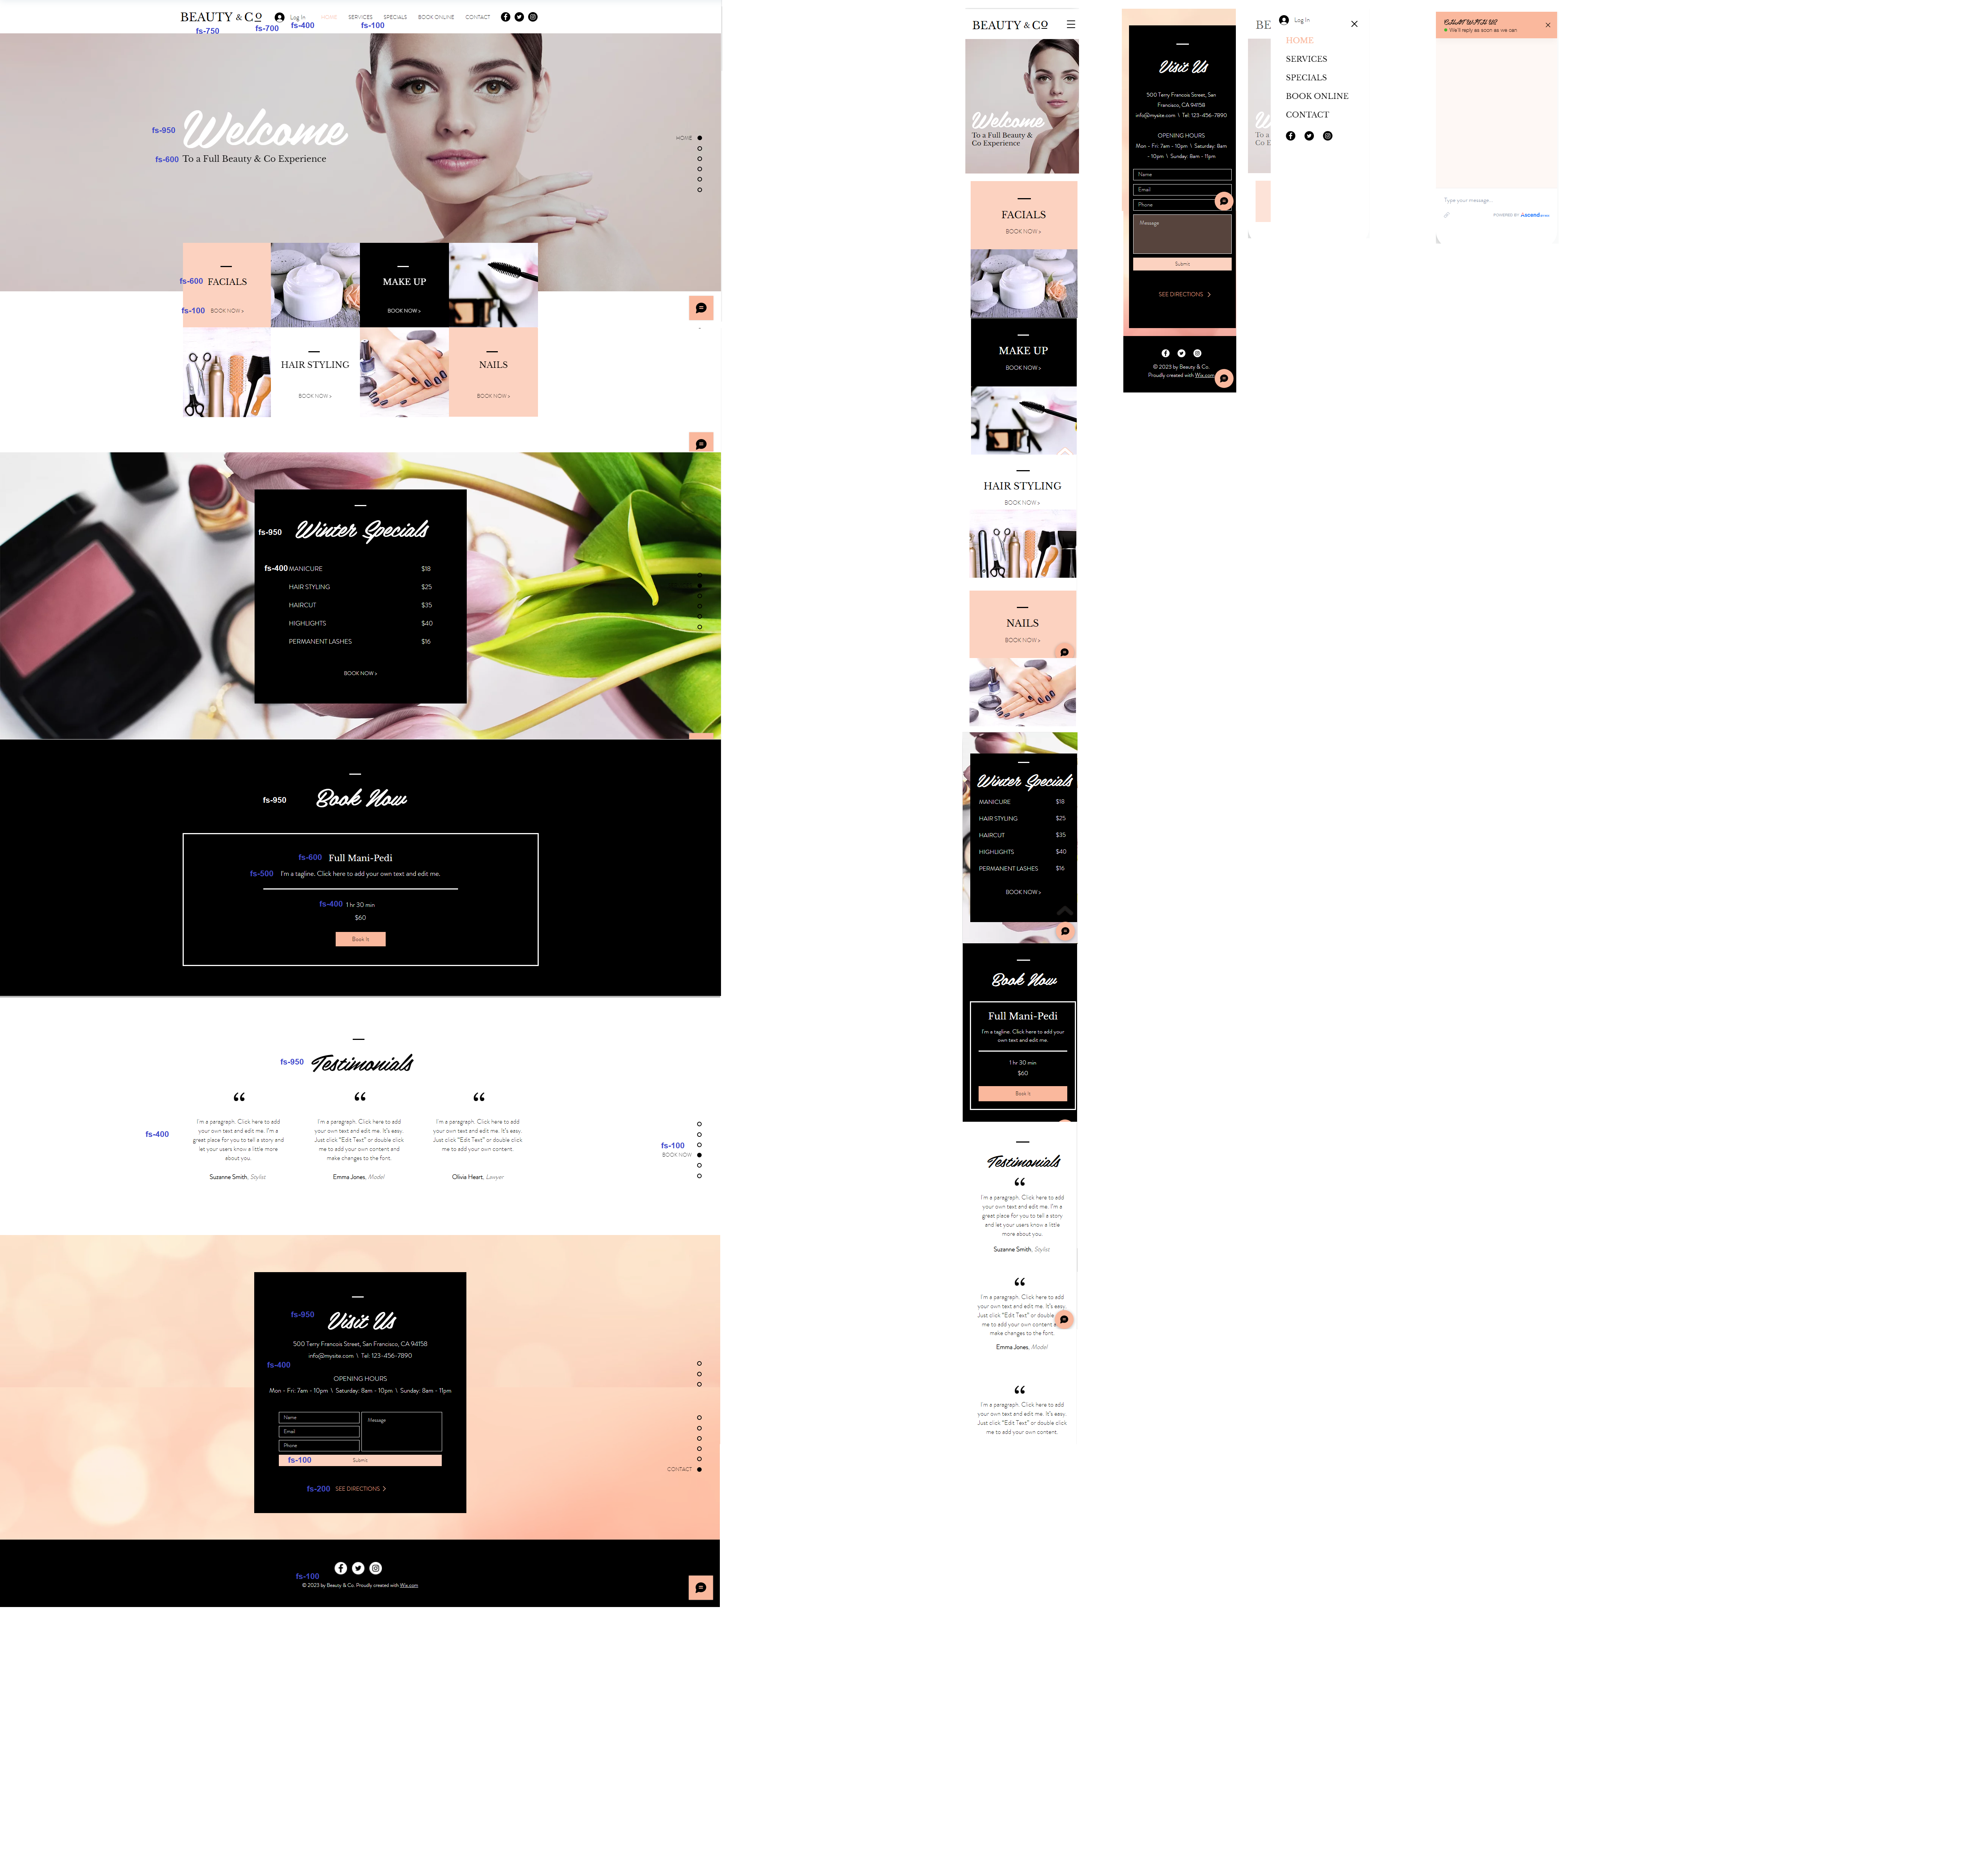 BEAUTY & CO
Log In
HOME SERVICES SPECIALS BOOK ONLINE CONTACT
fs-750 fs-700 fs-400 fs-100
fs-950 Welcome
fs-600 To a Full Beauty & Co Experience
HOME
fs-600 FACIALS
MAKE UP
fs-100 BOOK NOW >
BOOK NOW >
HAIR STYLING
NAILS
BOOK NOW >
BOOK NOW >
fs-950 Winter Specials
fs-400 MANICURE $18
HAIR STYLING $25
HAIRCUT $35
HIGHLIGHTS $40
PERMANENT LASHES $16
BOOK NOW >
fs-950 Book Now
fs-600 Full Mani-Pedi
fs-500 I'm a tagline. Click here to add your own text and edit me.
fs-400 1 hr 30 min
$60
Book It
fs-950 Testimonials
“ “ “
fs-400
I'm a paragraph. Click here to add
your own text and edit me. I'm a
great place for you to tell a story and
let your users know a little more
about you.
Suzanne Smith, Stylist
I'm a paragraph. Click here to add
your own text and edit me. It's easy.
Just click “Edit Text” or double click
me to add your own content and
make changes to the font.
Emma Jones, Model
I'm a paragraph. Click here to add
your own text and edit me. It's easy.
Just click “Edit Text” or double click
me to add your own content.
Olivia Heart, Lawyer
fs-100
BOOK NOW
fs-950 Visit Us
500 Terry Francois Street, San Francisco, CA 94158
info@mysite.com \ Tel: 123-456-7890
fs-400
OPENING HOURS
Mon - Fri: 7am - 10pm \ Saturday: 8am - 10pm \ Sunday: 8am - 11pm
Name
Message
Email
Phone
fs-100 Submit
CONTACT
fs-200 SEE DIRECTIONS >
fs-100
© 2023 by Beauty & Co. Proudly created with Wix.com
BEAUTY & CO
Welcome
To a Full Beauty &
Co Experience
FACIALS
BOOK NOW >
MAKE UP
BOOK NOW >
HAIR STYLING
BOOK NOW >
NAILS
BOOK NOW >
Winter Specials
MANICURE $18
HAIR STYLING $25
HAIRCUT $35
HIGHLIGHTS $40
PERMANENT LASHES $16
BOOK NOW >
Book Now
Full Mani-Pedi
I'm a tagline. Click here to add your
own text and edit me.
1 hr 30 min
$60
Book It
Testimonials
“
I'm a paragraph. Click here to add
your own text and edit me. I'm a
great place for you to tell a story
and let your users know a little
more about you.
Suzanne Smith, Stylist
“
I'm a paragraph. Click here to add
your own text and edit me. It's easy.
Just click “Edit Text” or double
me to add your own content a
make changes to the font.
Emma Jones, Model
“
I'm a paragraph. Click here to add
your own text and edit me. It's easy.
Just click “Edit Text” or double click
me to add your own content.
Visit Us
500 Terry Francois Street, San
Francisco, CA 94158
info@mysite.com \ Tel: 123-456-7890
OPENING HOURS
Mon - Fri: 7am - 10pm \ Saturday: 8am
- 10pm \ Sunday: 8am - 11pm
Name
Email
Phone
Message
Submit
SEE DIRECTIONS >
© 2023 by Beauty & Co.
Proudly created with Wix.com
BE
W
To a
Co E
Log In
HOME
SERVICES
SPECIALS
BOOK ONLINE
CONTACT
CHAT WITH US!
We'll reply as soon as we can
Type your message...
POWERED BY Ascend